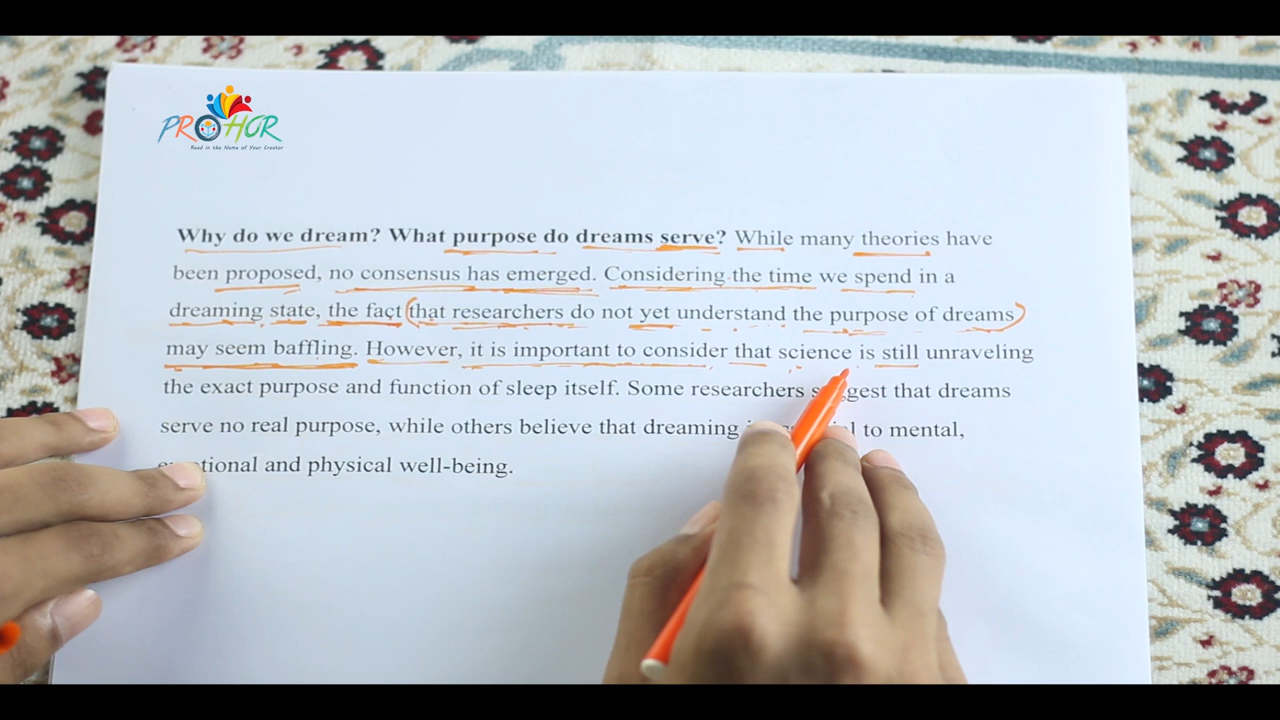 PROHOR
Read in the Name of Your Creator
Why do we dream? What purpose do dreams serve? While many theories have
been proposed, no consensus has emerged. Considering the time we spend in a
dreaming state, the fact that researchers do not yet understand the purpose of dreams
may seem baffling. However, it is important to consider that science is still unraveling
the exact purpose and function of sleep itself. Some researchers suggest that dreams
serve no real purpose, while others believe that dreaming to mental,
emotional and physical well-being.